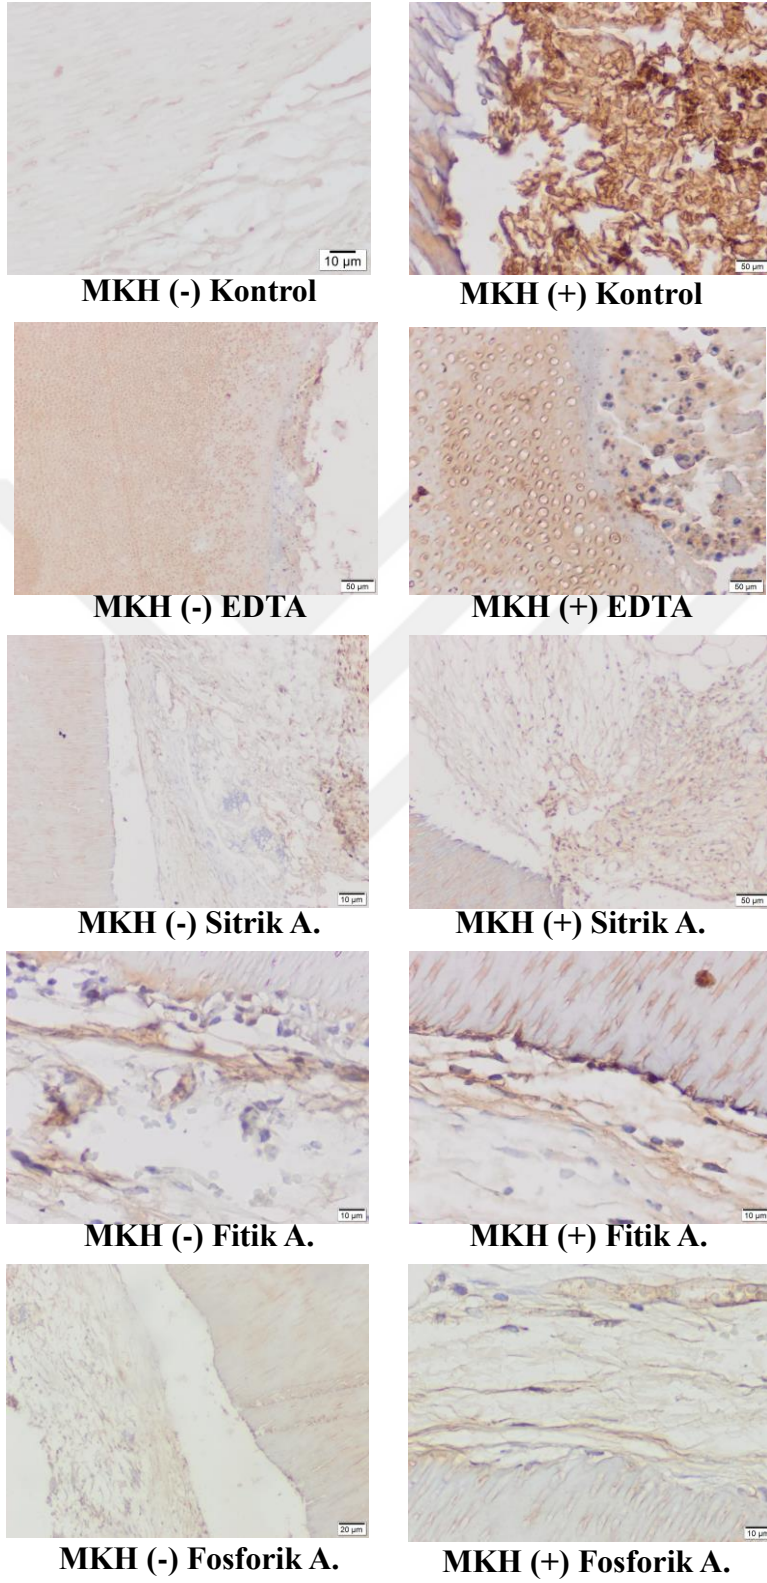 10 µm
50 µm
MKH (-) Kontrol
MKH (+) Kontrol
50 µm
50 µm
MKH (-) EDTA
MKH (+) EDTA
10 µm
50 µm
MKH (-) Sitrik A.
MKH (+) Sitrik A.
10 µm
10 µm
MKH (-) Fitik A.
MKH (+) Fitik A.
20 µm
10 µm
MKH (-) Fosforik A.
MKH (+) Fosforik A.